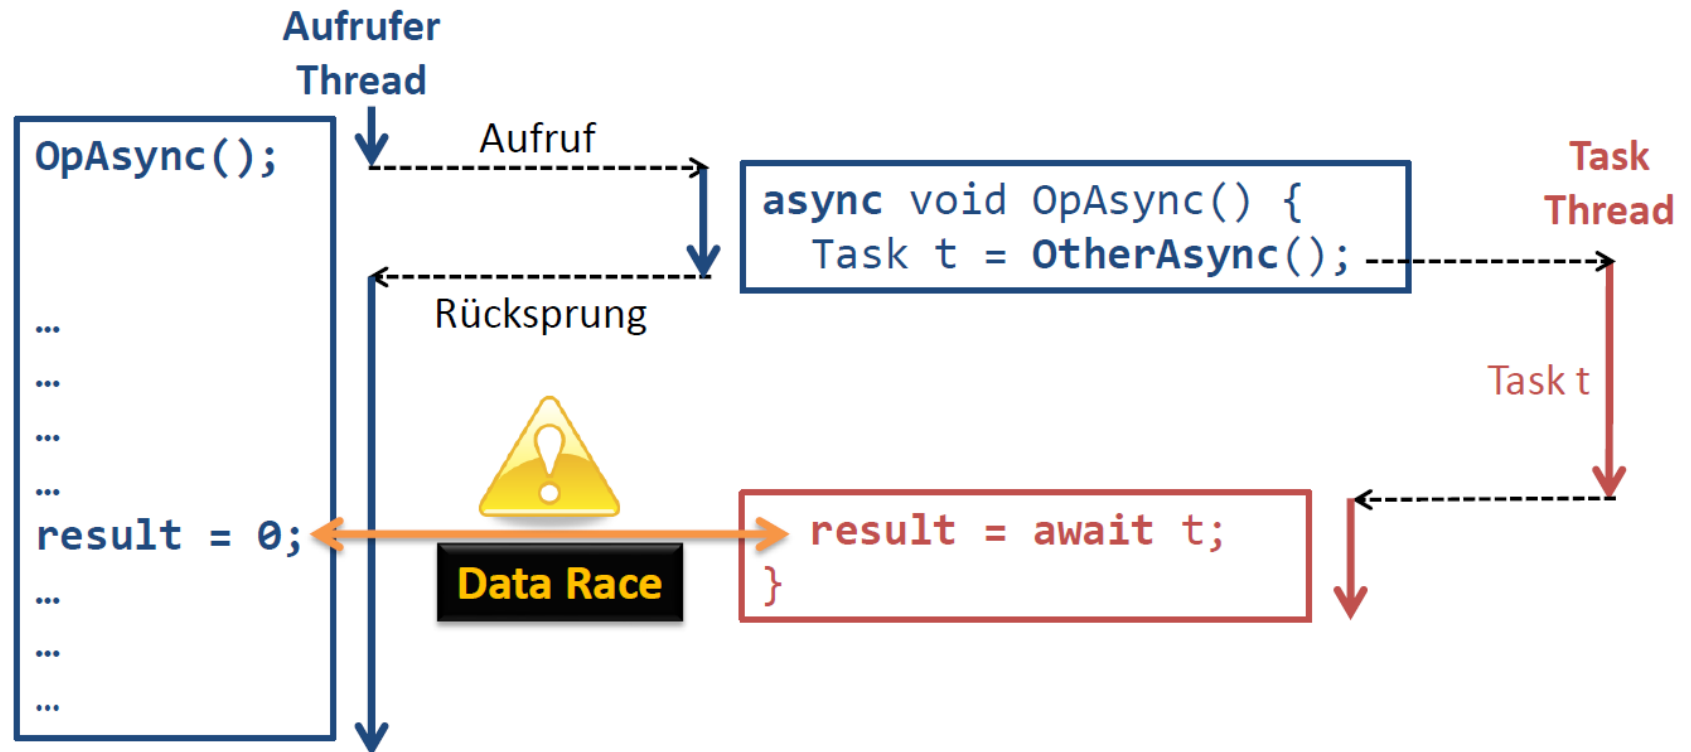 Aufrufer
Thread
OpAsync();
…
…
…
…
result = 0;
…
…
…
Aufruf
Rücksprung
async void OpAsync() {
Task t = OtherAsync();
Task
Thread
Task t
Data Race
result = await t;
}